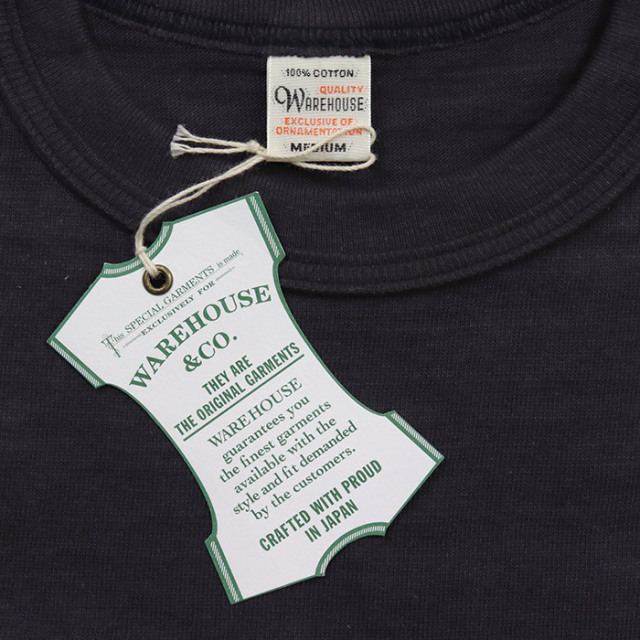 100% COTTON
QUALITY
WAREHOUSE
EXCLUSIVE OF
ORNAMENTATION
MEDIUM
This SPECIAL GARMENTS is made
EXCLUSIVELY FOR
WAREHOUSE
&CO.
THEY ARE
THE ORIGINAL GARMENTS
WAREHOUSE
guarantees you
the finest garments
available with the
style and fit demanded
by the customers.
CRAFTED WITH PROUD
IN JAPAN